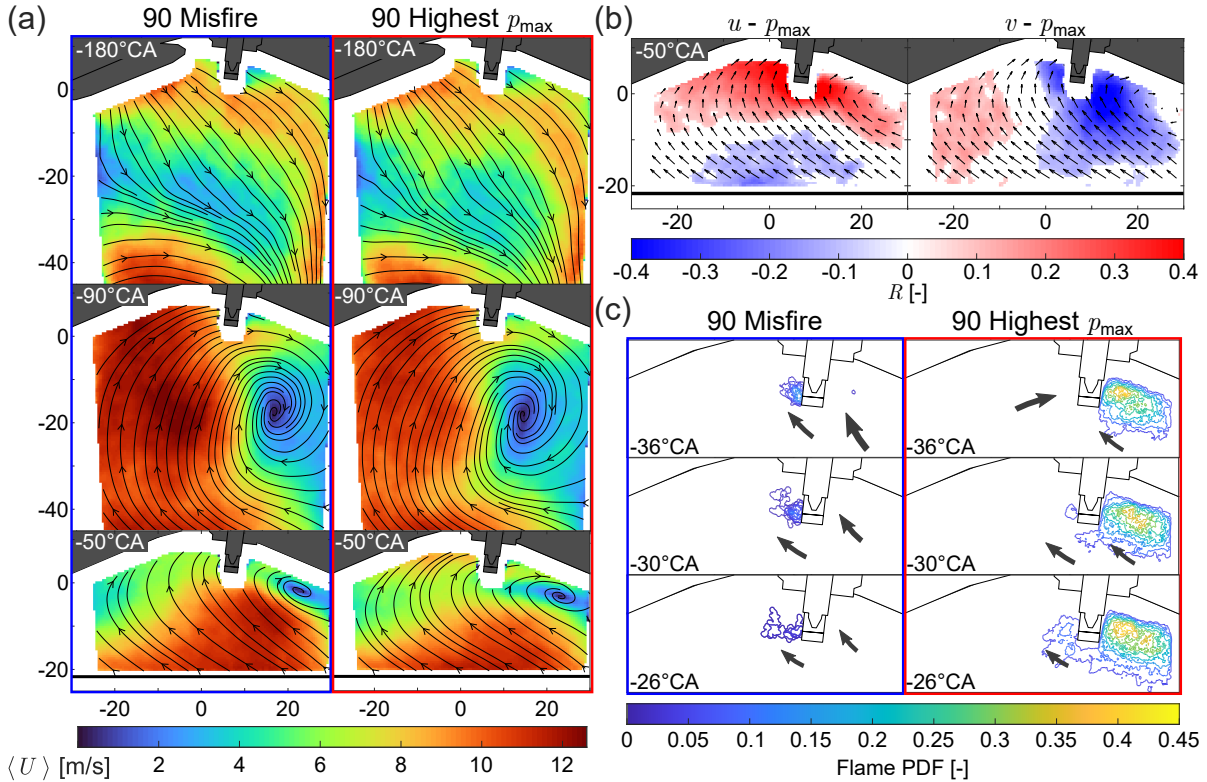 (a)
90 Misfire
90 Highest pmax
-180°CA
-180°CA
0
-20
-40
-90°CA
-90°CA
0
-20
-40
-50°CA
-50°CA
0
-20
0
20
0
20
⟨U⟩ [m/s]
2
4
6
8
10
12
(b)
u - pmax
v - pmax
-50°CA
0
-20
-20
0
20
-20
0
20
-0.4
-0.3
-0.2
-0.1
0
0.1
0.2
0.3
0.4
R [-]
(c)
90 Misfire
90 Highest pmax
-36°CA
-36°CA
-30°CA
-30°CA
-26°CA
-26°CA
0
0.05
0.1
0.15
0.2
0.25
0.3
0.35
0.4
0.45
Flame PDF [-]